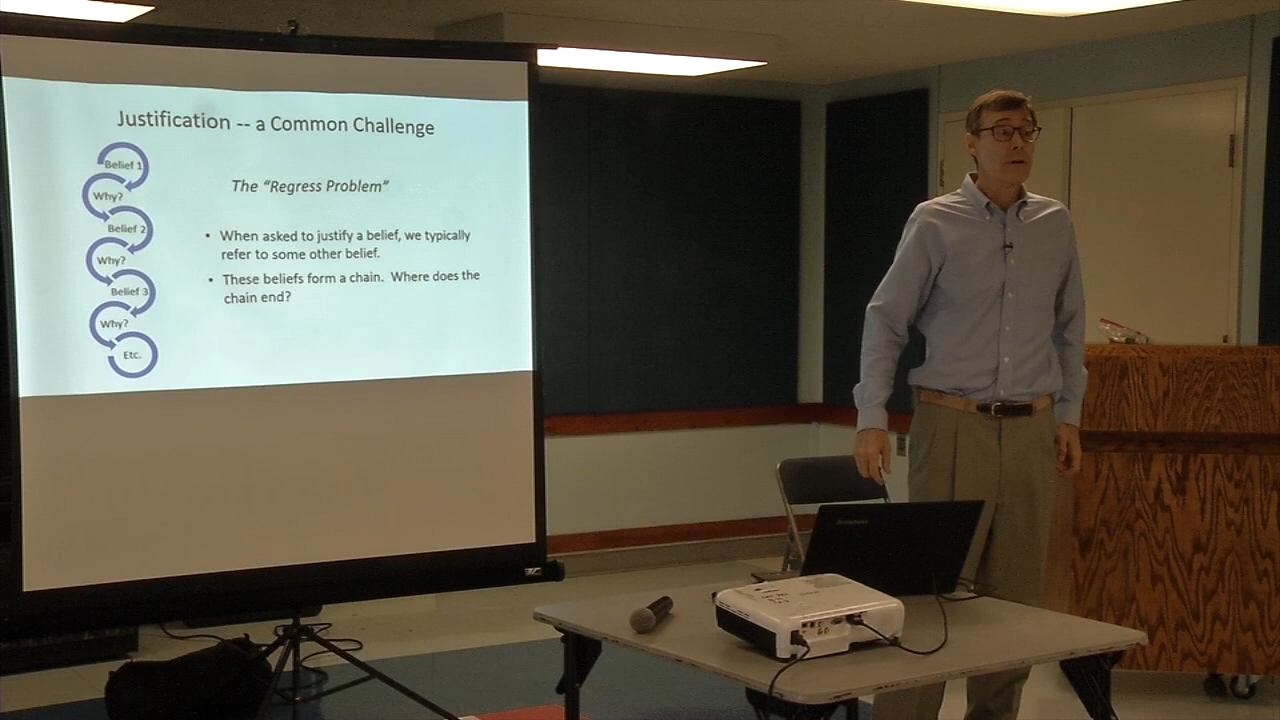 Justification -- a Common Challenge
Belief 1
Why?
Belief 2
Why?
Belief 3
Why?
Etc.
The "Regress Problem"
• When asked to justify a belief, we typically
refer to some other belief.
• These beliefs form a chain. Where does the
chain end?
lenovo